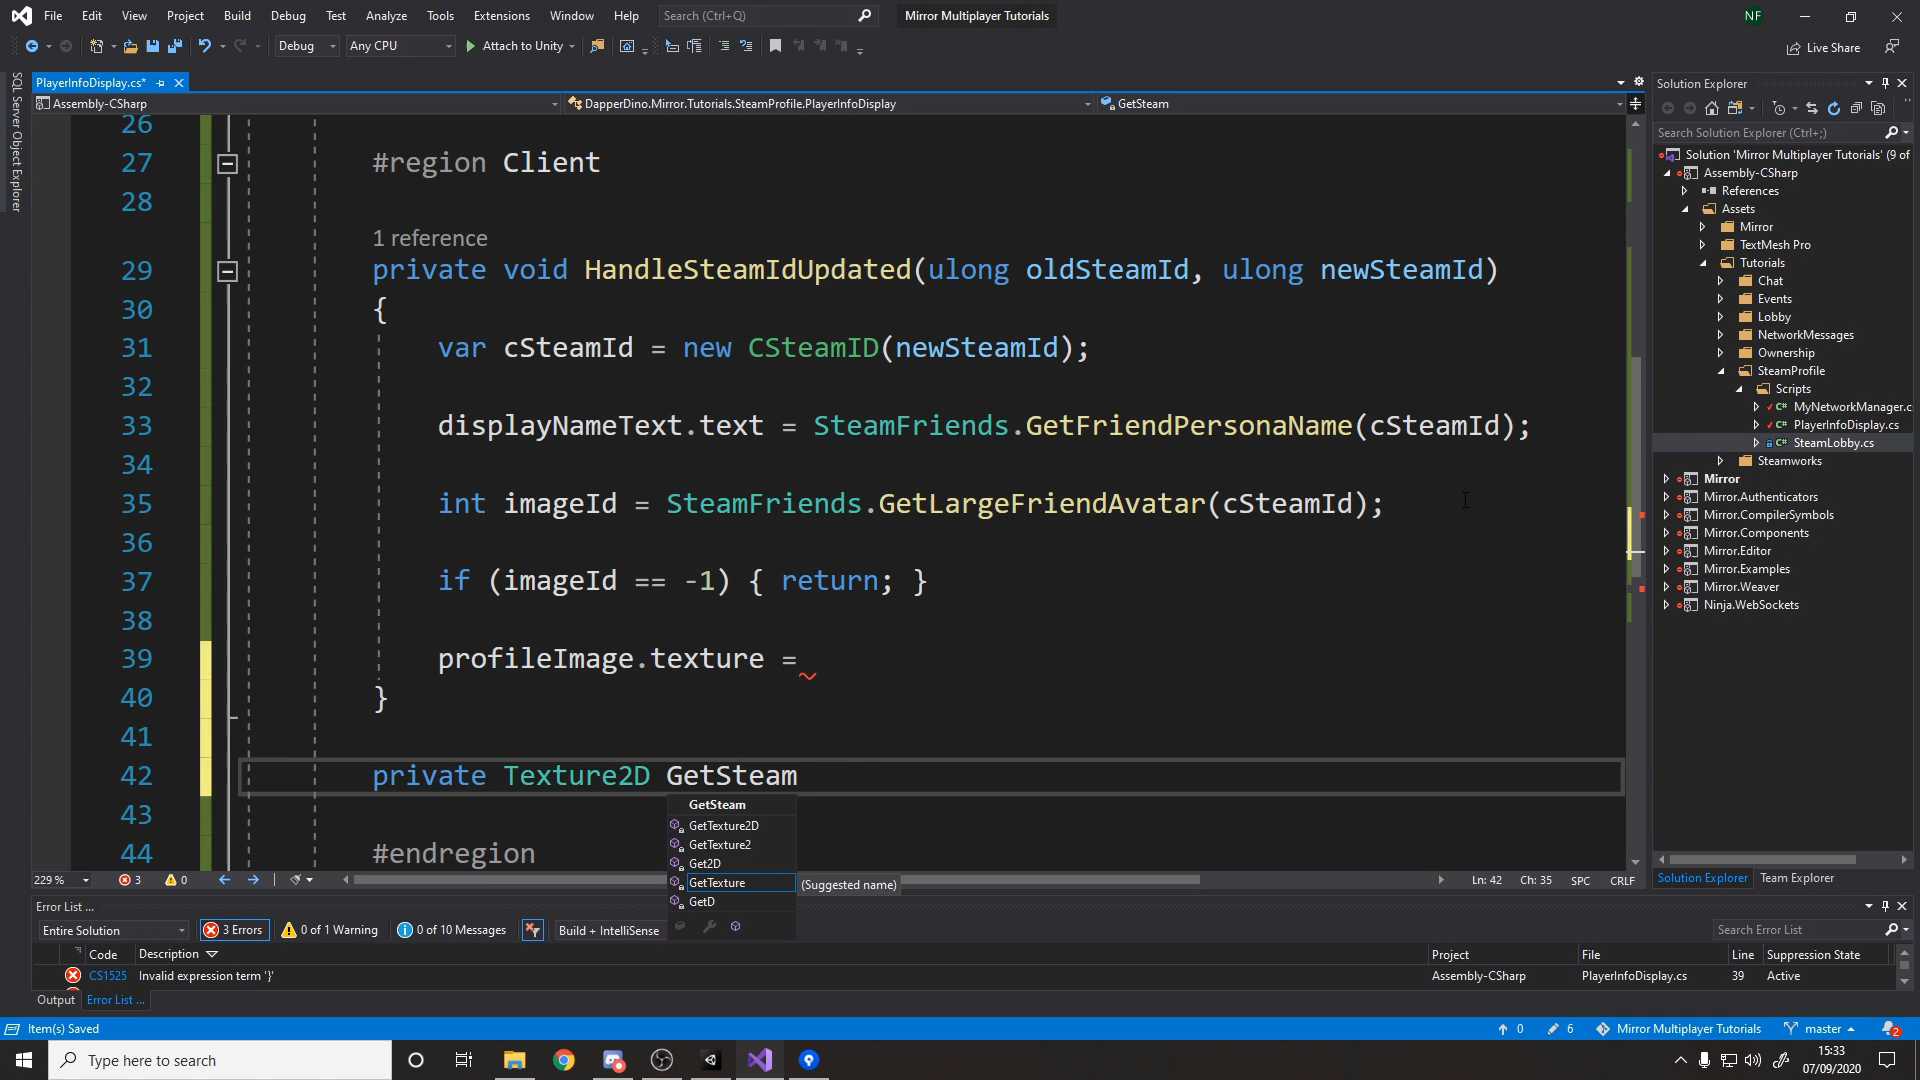 File Edit View Project Build Debug Test Analyze Tools Extensions Window Help Search (Ctrl+Q) Mirror Multiplayer Tutorials NF
Debug Any CPU Attach to Unity Live Share
SQL Server Object Explorer
PlayerInfoDisplay.cs*
Assembly-CSharp DapperDino.Mirror.Tutorials.SteamProfile.PlayerInfoDisplay GetSteam
26
27 #region Client
28
1 reference
29 private void HandleSteamIdUpdated(ulong oldSteamId, ulong newSteamId)
30 {
31 var cSteamId = new CSteamID(newSteamId);
32
33 displayNameText.text = SteamFriends.GetFriendPersonaName(cSteamId);
34
35 int imageId = SteamFriends.GetLargeFriendAvatar(cSteamId);
36
37 if (imageId == -1) { return; }
38
39 profileImage.texture =
40 }
41
42 private Texture2D GetSteam
43
44 #endregion
GetSteam
GetTexture2D
GetTexture2
Get2D
GetTexture (Suggested name)
GetD
229 % 3 0 Ln: 42 Ch: 35 SPC CRLF
Solution Explorer
Search Solution Explorer (Ctrl+;)
Solution 'Mirror Multiplayer Tutorials' (9 of
Assembly-CSharp
References
Assets
Mirror
TextMesh Pro
Tutorials
Chat
Events
Lobby
NetworkMessages
Ownership
SteamProfile
Scripts
C# MyNetworkManager.c
C# PlayerInfoDisplay.cs
C# SteamLobby.cs
Steamworks
Mirror
Mirror.Authenticators
Mirror.CompilerSymbols
Mirror.Components
Mirror.Editor
Mirror.Examples
Mirror.Weaver
Ninja.WebSockets
Solution Explorer Team Explorer
Error List ...
Entire Solution 3 Errors 0 of 1 Warning 0 of 10 Messages Build + IntelliSense Search Error List
Code Description Project File Line Suppression State
CS1525 Invalid expression term '}' Assembly-CSharp PlayerInfoDisplay.cs 39 Active
Output Error List ...
Item(s) Saved 0 6 Mirror Multiplayer Tutorials master 2
Type here to search 15:33
07/09/2020